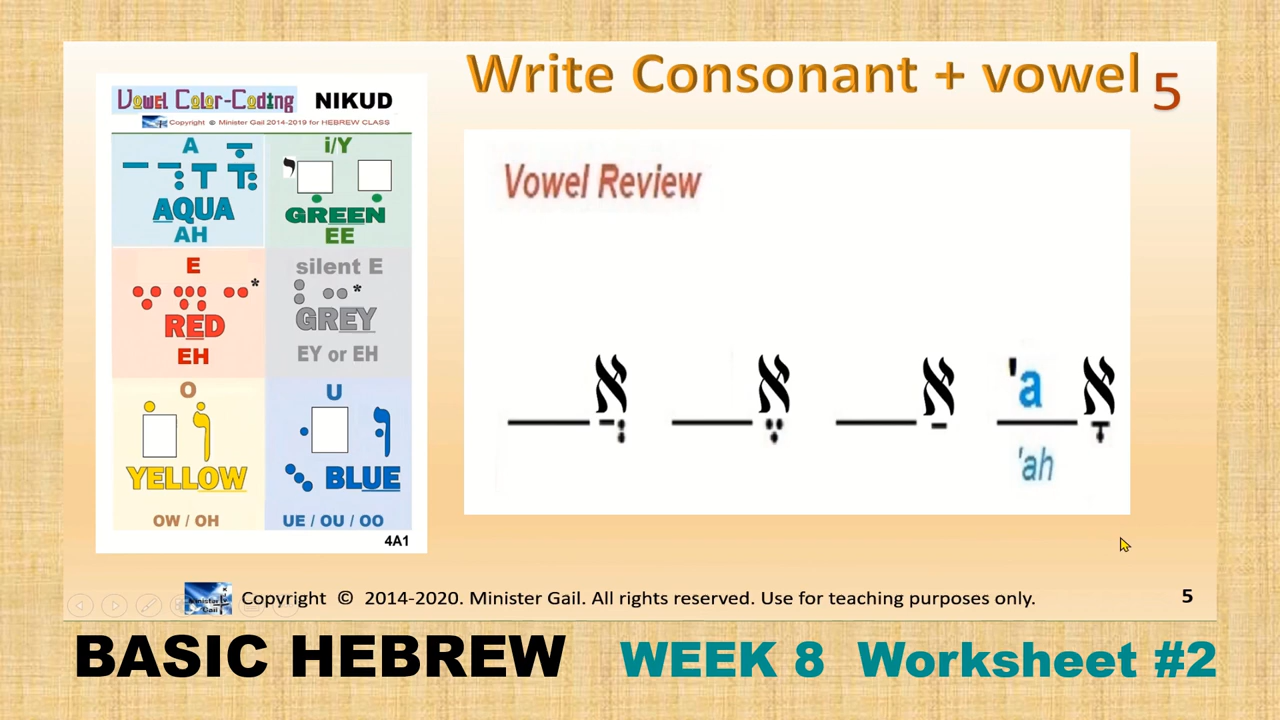 Write Consonant + vowel 5
Vowel Color-Coding NIKUD
Copyright © Minister Gail 2014-2019 for HEBREW CLASS
A
AQUA
AH
i/Y
GREEN
EE
E
*
RED
EH
silent E
*
GREY
EY or EH
O
YELLOW
OW / OH
U
BLUE
UE / OU / OO
4A1
Vowel Review
אָ 'a אַ אֶ אֲ
'ah
Minister Gail
Copyright © 2014-2020. Minister Gail. All rights reserved. Use for teaching purposes only. 5
BASIC HEBREW WEEK 8 Worksheet #2